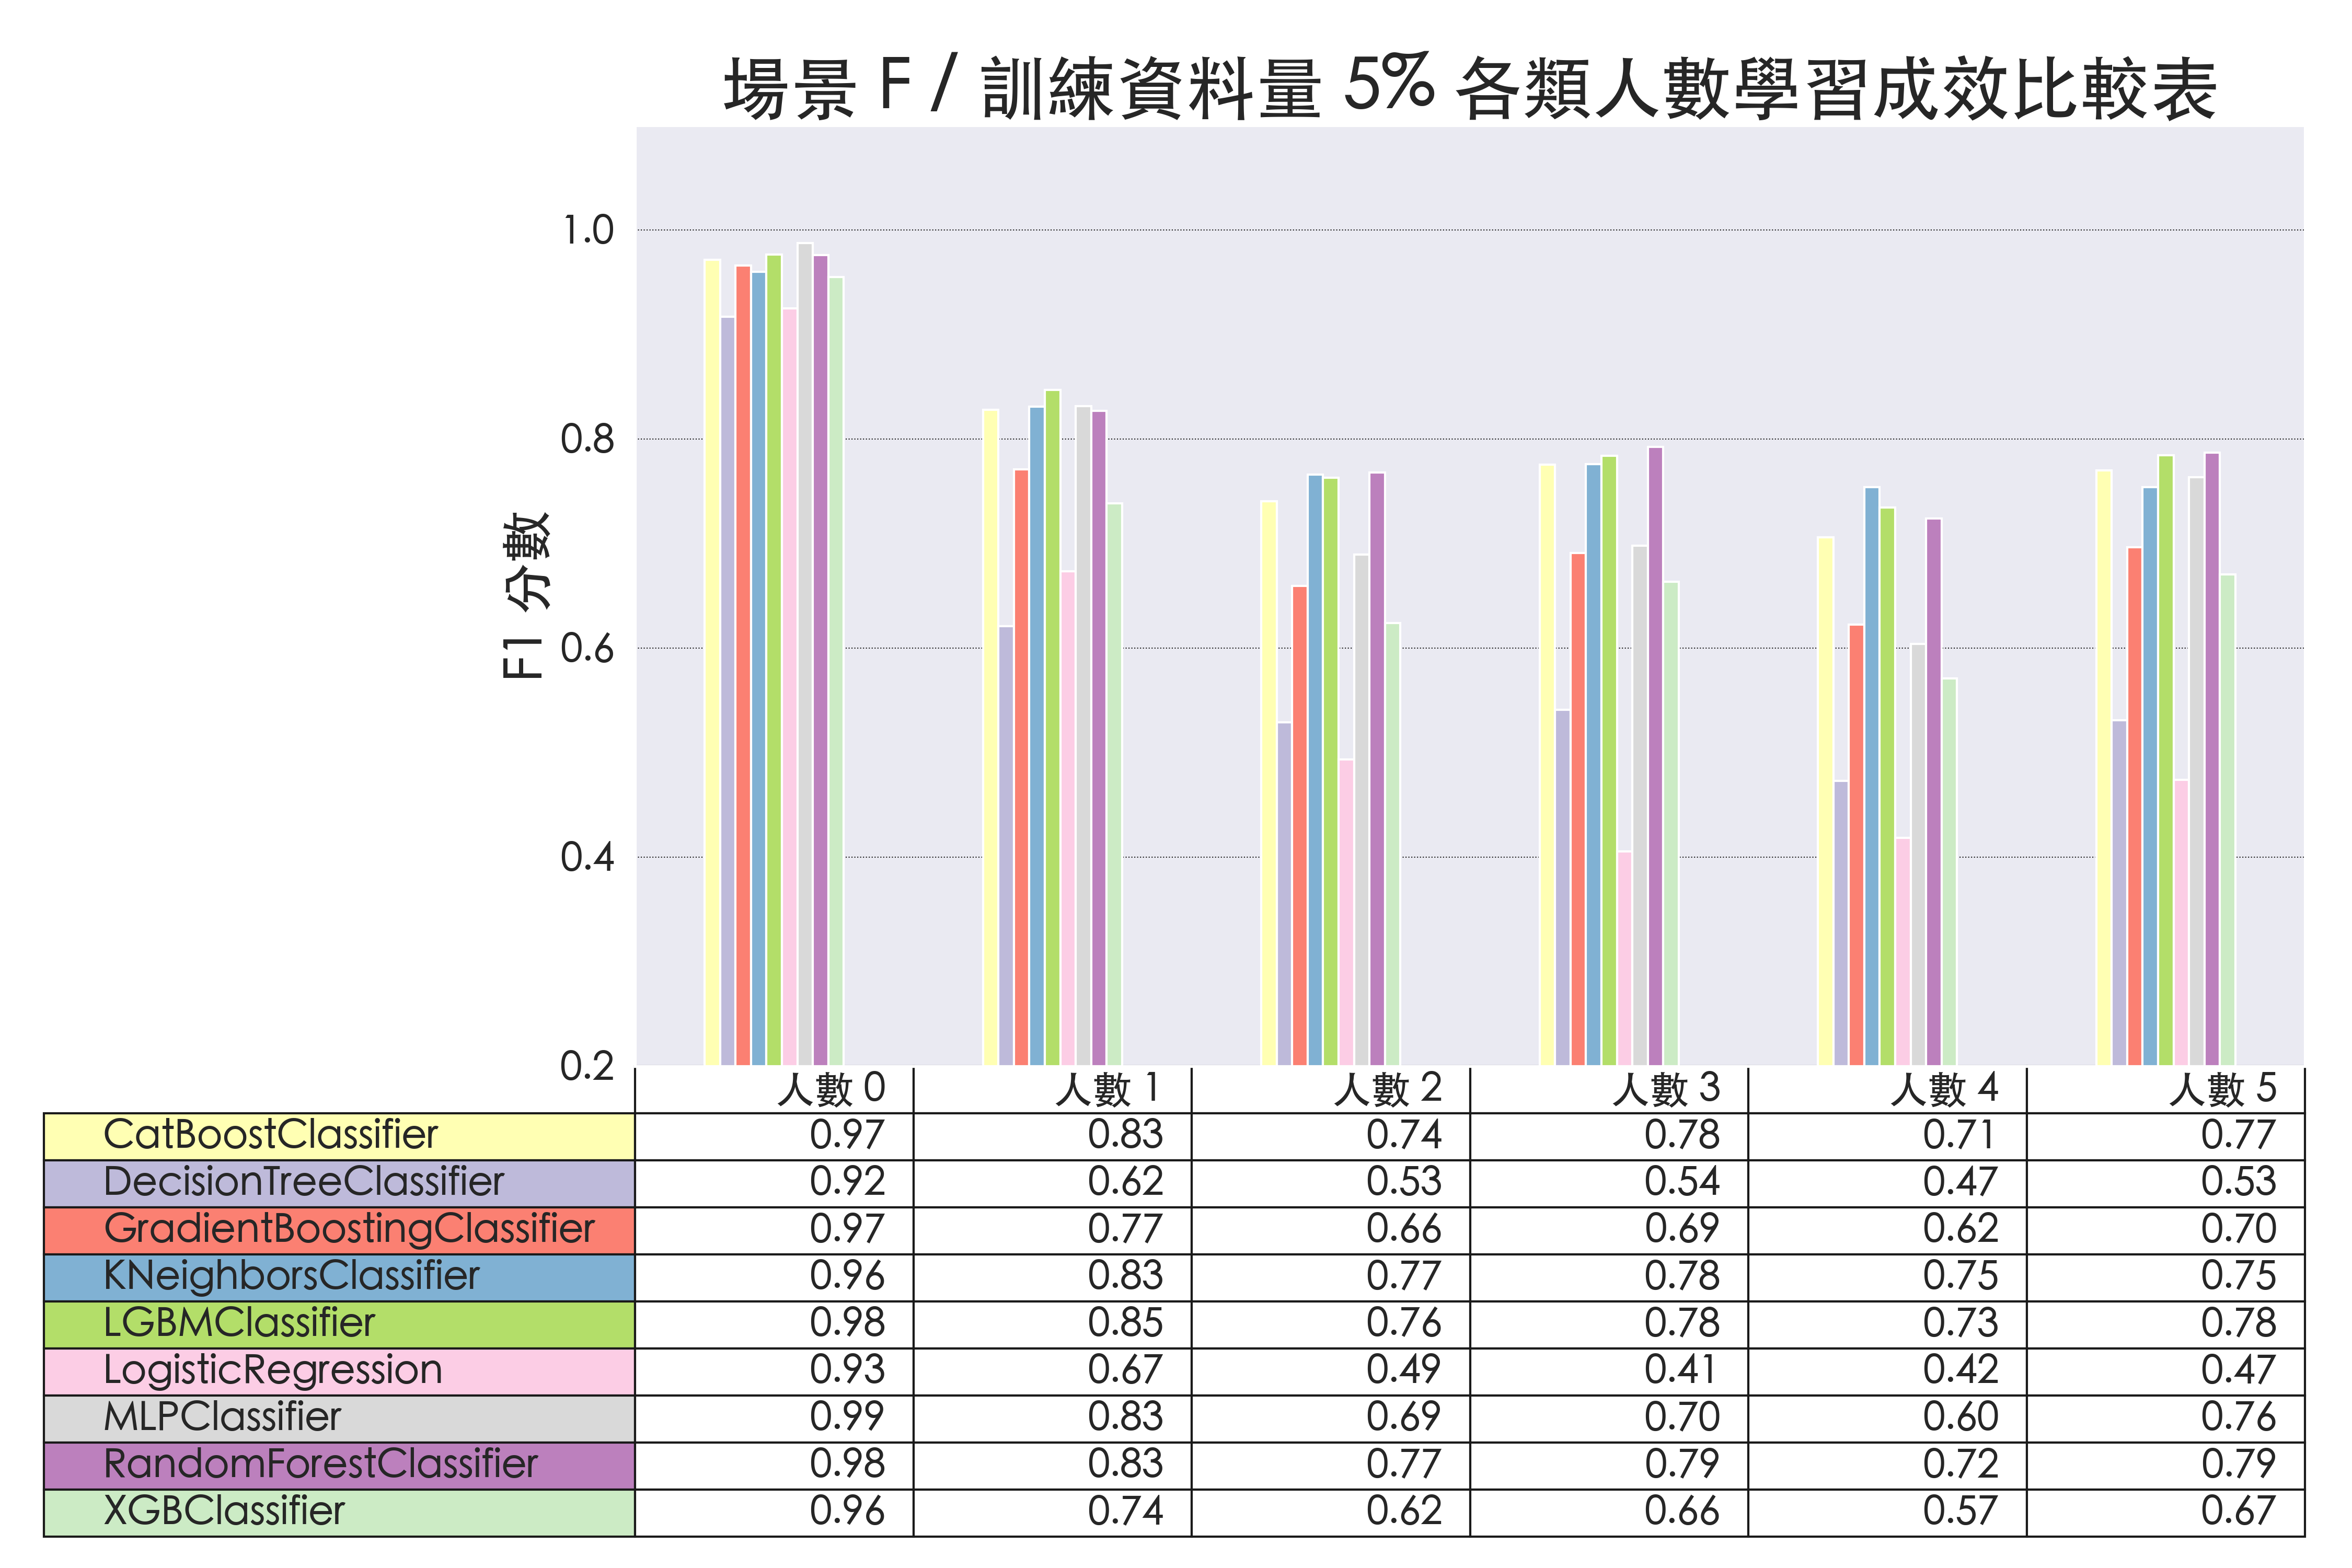 場景 F / 訓練資料量 5% 各類人數學習成效比較表
F1 分數
1.0
0.8
0.6
0.4
0.2
人數 0 人數 1 人數 2 人數 3 人數 4 人數 5
CatBoostClassifier 0.97 0.83 0.74 0.78 0.71 0.77
DecisionTreeClassifier 0.92 0.62 0.53 0.54 0.47 0.53
GradientBoostingClassifier 0.97 0.77 0.66 0.69 0.62 0.70
KNeighborsClassifier 0.96 0.83 0.77 0.78 0.75 0.75
LGBMClassifier 0.98 0.85 0.76 0.78 0.73 0.78
LogisticRegression 0.93 0.67 0.49 0.41 0.42 0.47
MLPClassifier 0.99 0.83 0.69 0.70 0.60 0.76
RandomForestClassifier 0.98 0.83 0.77 0.79 0.72 0.79
XGBClassifier 0.96 0.74 0.62 0.66 0.57 0.67